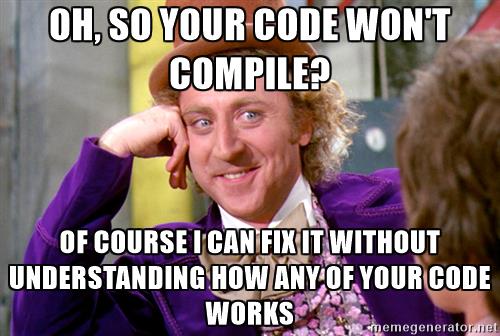 OH, SO YOUR CODE WON'T
COMPILE?
OF COURSE I CAN FIX IT WITHOUT
UNDERSTANDING HOW ANY OF YOUR CODE
WORKS
memegenerator.net